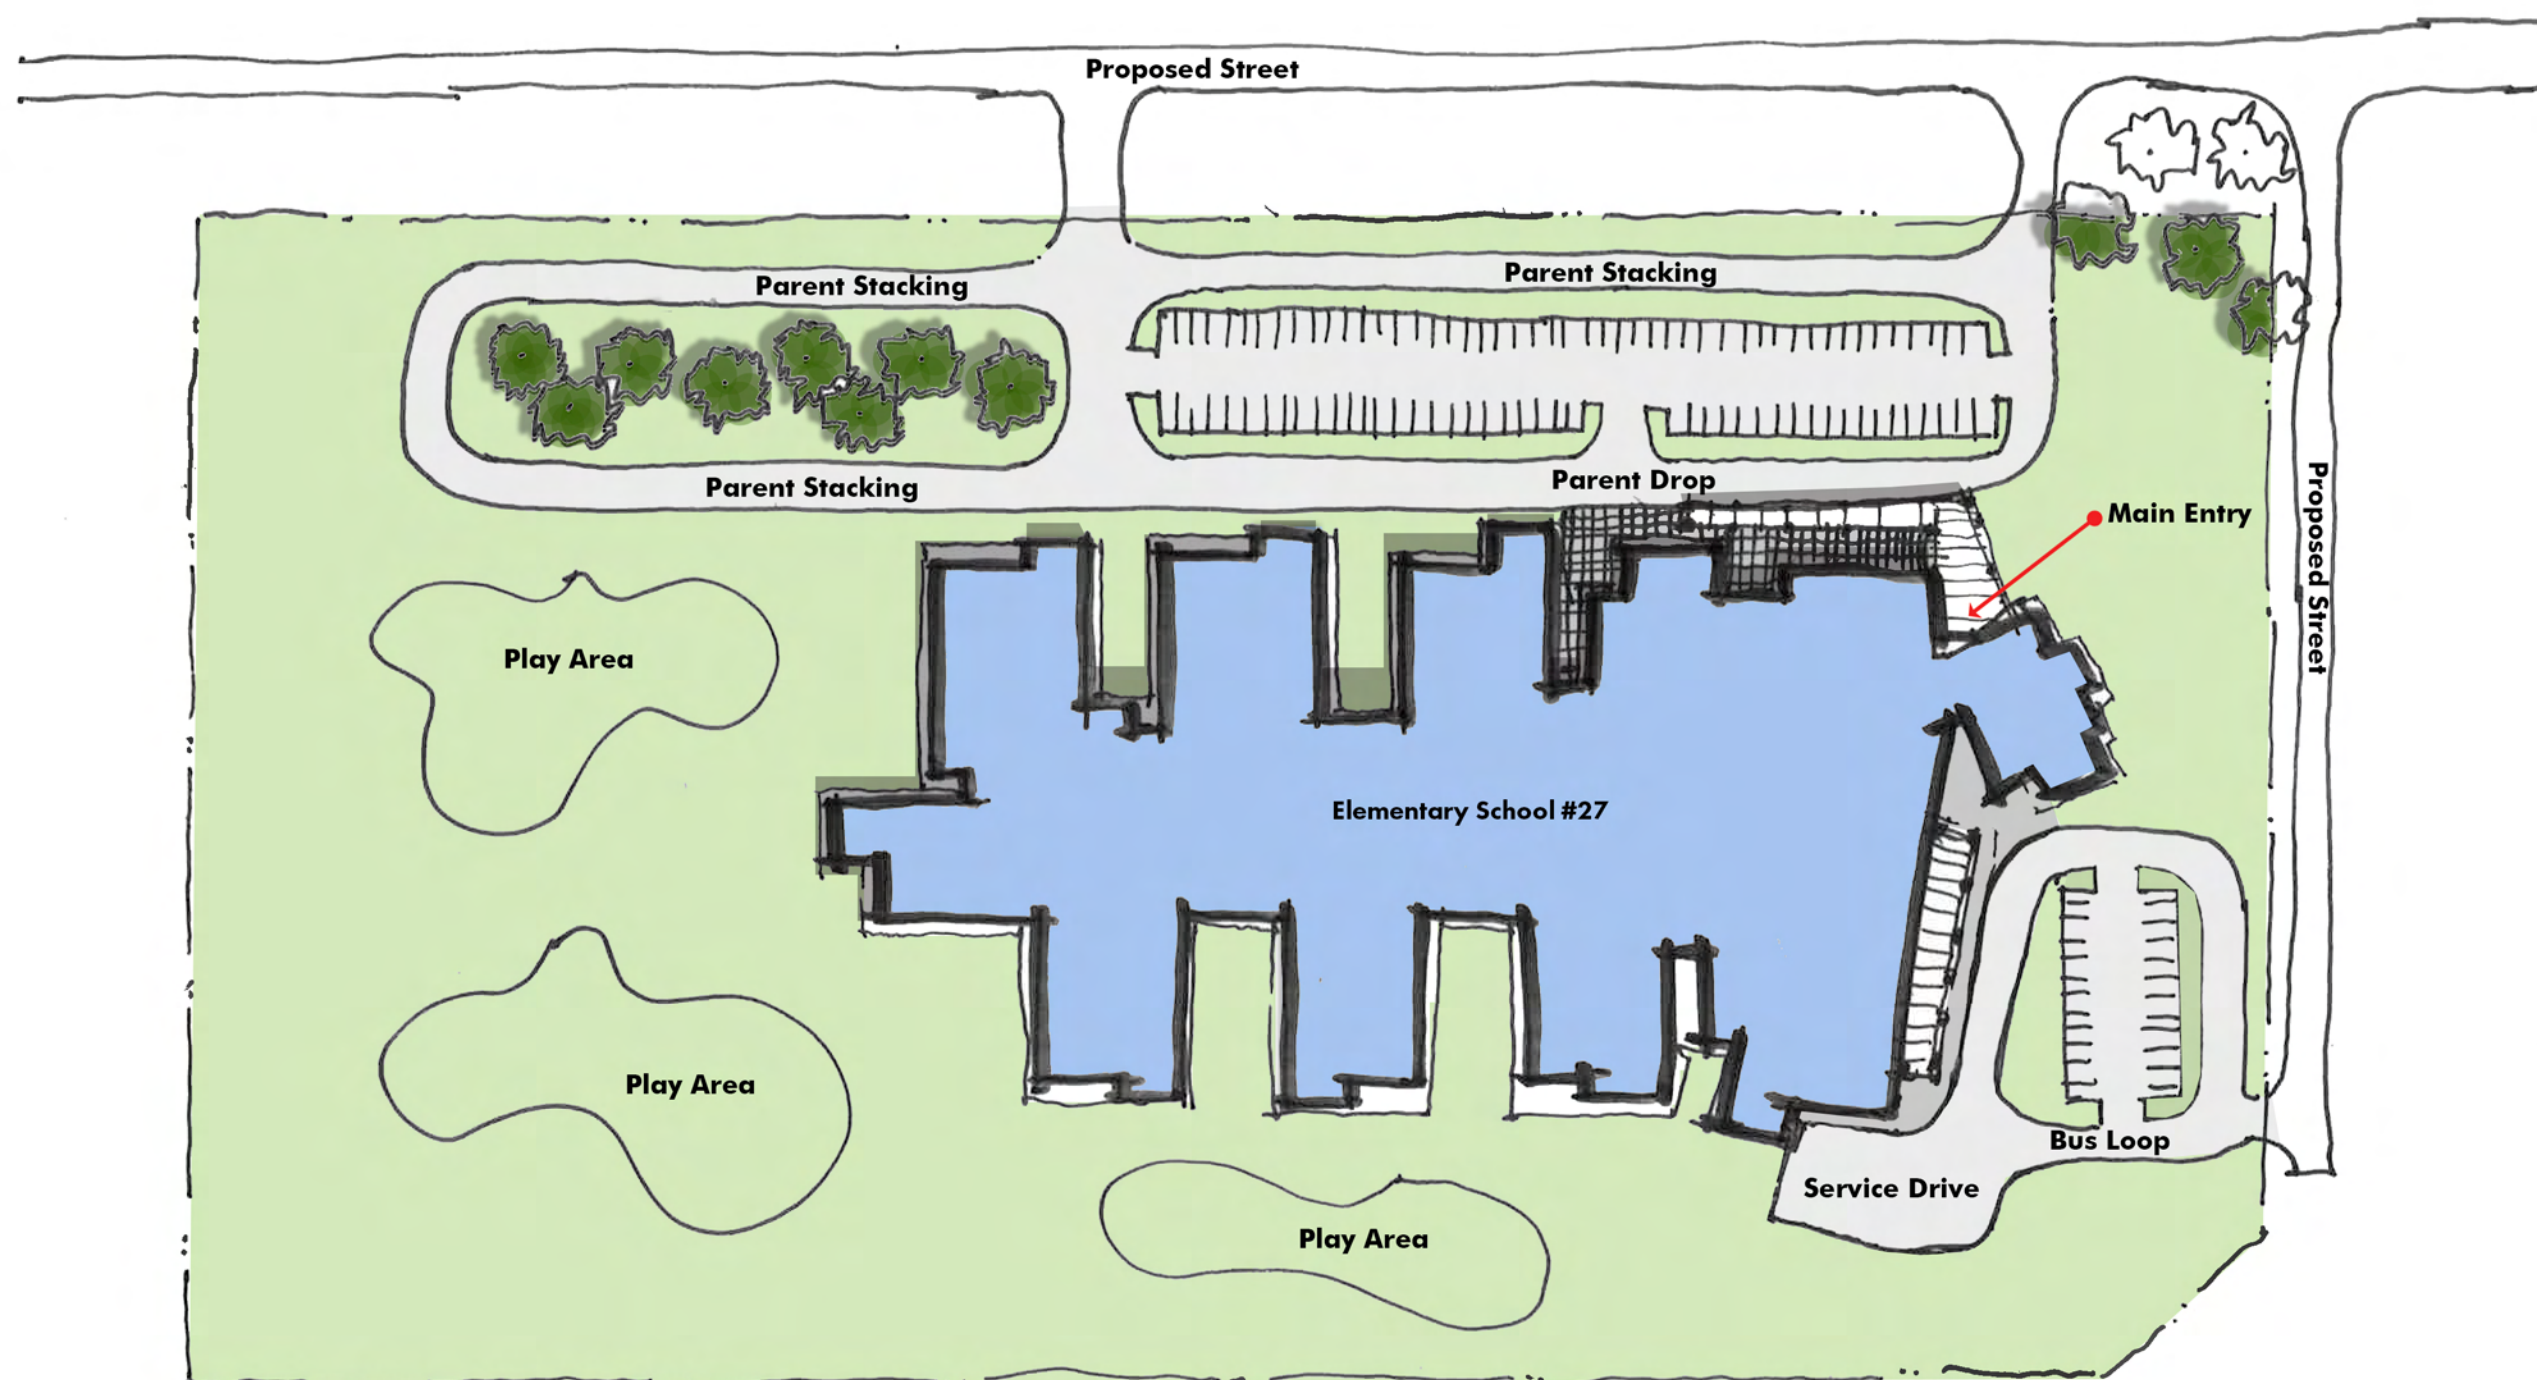 Proposed Street
Parent Stacking
Parent Stacking
Parent Stacking
Parent Drop
Main Entry
Proposed Street
Play Area
Elementary School #27
Play Area
Bus Loop
Service Drive
Play Area